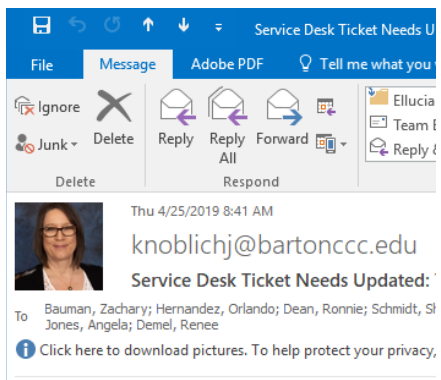 Service Desk Ticket Needs U
File Message Adobe PDF Tell me what you
Ignore Delete Reply Reply All Forward Ellucia
Junk Team
Reply &
Delete Respond
Thu 4/25/2019 8:41 AM
knoblichj@bartonccc.edu
Service Desk Ticket Needs Updated:
To Bauman, Zachary; Hernandez, Orlando; Dean, Ronnie; Schmidt, Sh
Jones, Angela; Demel, Renee
Click here to download pictures. To help protect your privacy,